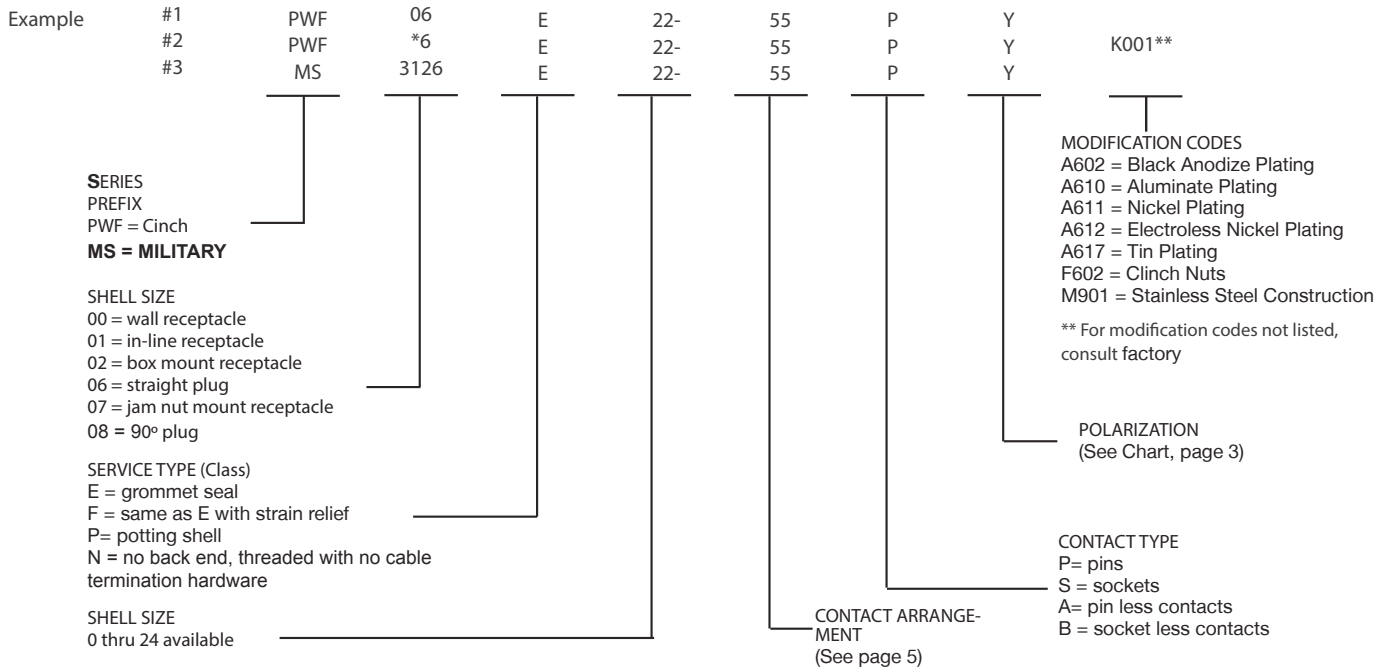 Example #1 PWF 06 E 22- 55 P Y
#2 PWF *6 E 22- 55 P Y K001**
#3 MS 3126 E 22- 55 P Y
SERIES
PREFIX
PWF = Cinch
MS = MILITARY
SHELL SIZE
00 = wall receptacle
01 = in-line receptacle
02 = box mount receptacle
06 = straight plug
07 = jam nut mount receptacle
08 = 90º plug
SERVICE TYPE (Class)
E = grommet seal
F = same as E with strain relief
P= potting shell
N = no back end, threaded with no cable
termination hardware
SHELL SIZE
0 thru 24 available
CONTACT ARRANGE-
MENT
(See page 5)
CONTACT TYPE
P= pins
S = sockets
A= pin less contacts
B = socket less contacts
POLARIZATION
(See Chart, page 3)
MODIFICATION CODES
A602 = Black Anodize Plating
A610 = Aluminate Plating
A611 = Nickel Plating
A612 = Electroless Nickel Plating
A617 = Tin Plating
F602 = Clinch Nuts
M901 = Stainless Steel Construction
** For modification codes not listed,
consult factory